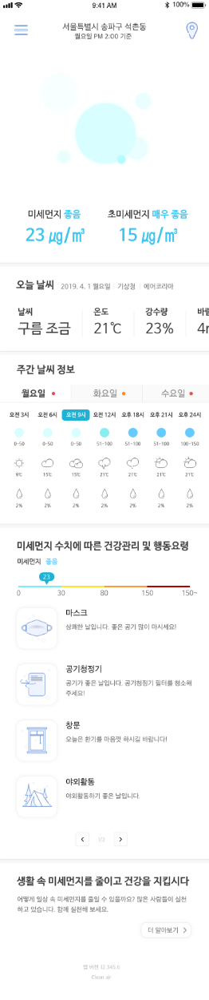 9:41 AM
100%
서울특별시 송파구 석촌동
월요일 PM 2:00 기준
미세먼지 좋음
초미세먼지 매우 좋음
23 ㎍/㎥
15 ㎍/㎥
오늘 날씨 2019. 4. 1 월요일 | 기상청 | 에어코리아
날씨 온도 강수량 바람
구름 조금 21℃ 23% 4m
주간 날씨 정보
월요일 화요일 수요일
오전 3시 오전 6시 오전 9시 오전 12시 오후 18시 오후 21시 오후 24시
0~50 0~50 0~50 51~100 51~100 51~100 100~150
9℃ 15℃ 15℃ 21℃ 21℃ 21℃ 21℃
2% 2% 2% 2% 2% 2% 2%
미세먼지 수치에 따른 건강관리 및 행동요령
미세먼지 좋음
23
0 30 80 150 150~
마스크
상쾌한 날입니다. 좋은 공기 많이 마시세요!
공기청정기
공기가 좋은 날입니다. 공기청정기 필터를 청소해
주세요!
창문
오늘은 환기를 마음껏 하시길 바랍니다!
야외활동
야외활동하기 좋은 날입니다.
1/2
생활 속 미세먼지를 줄이고 건강을 지킵시다
어떻게 일상 속 미세먼지를 줄일 수 있을까요? 많은 사람들이 실천
하고 있습니다. 함께 실천해 보세요.
더 알아보기
앱 버전 12.345.6
Clean air